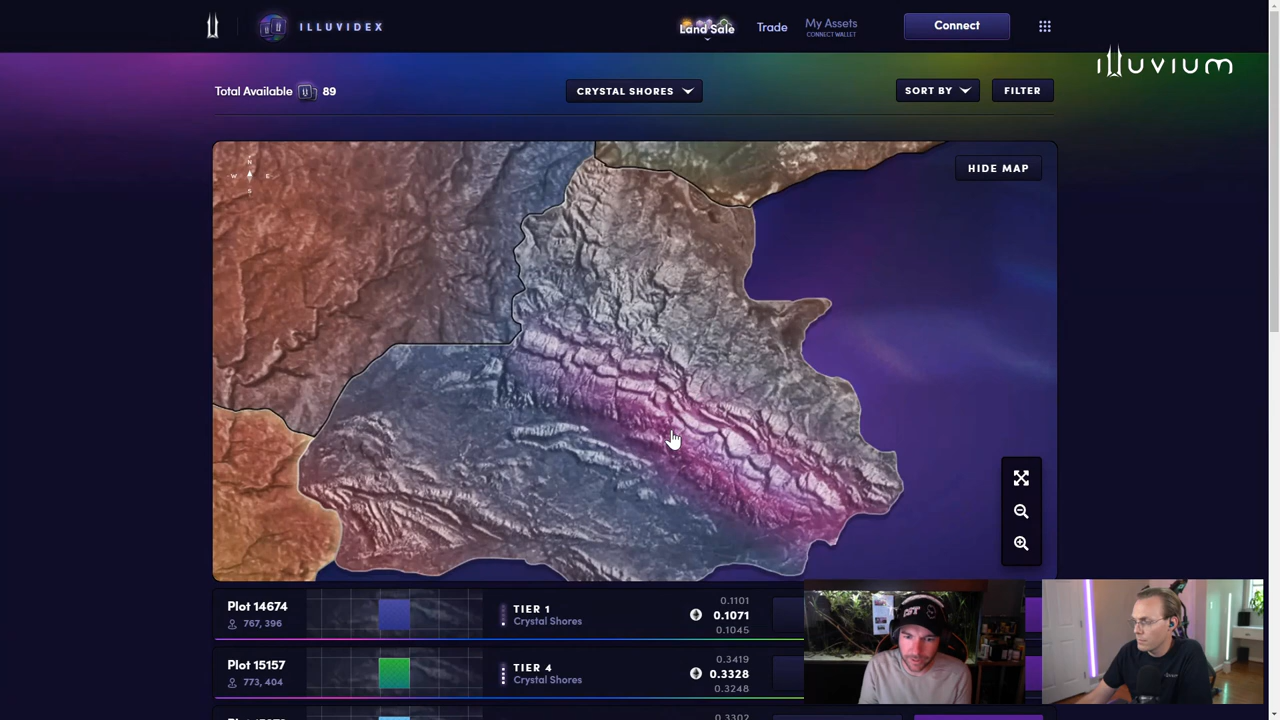 ILLUVIDEX
Land Sale
Trade
My Assets
CONNECT WALLET
Connect
ILLUVIUM
Total Available 89
CRYSTAL SHORES
SORT BY
FILTER
N
W E
S
HIDE MAP
Plot 14674
767, 396
TIER 1
Crystal Shores
0.1101
0.1071
0.1045
Plot 15157
773, 404
TIER 4
Crystal Shores
0.3419
0.3328
0.3248
0.3302